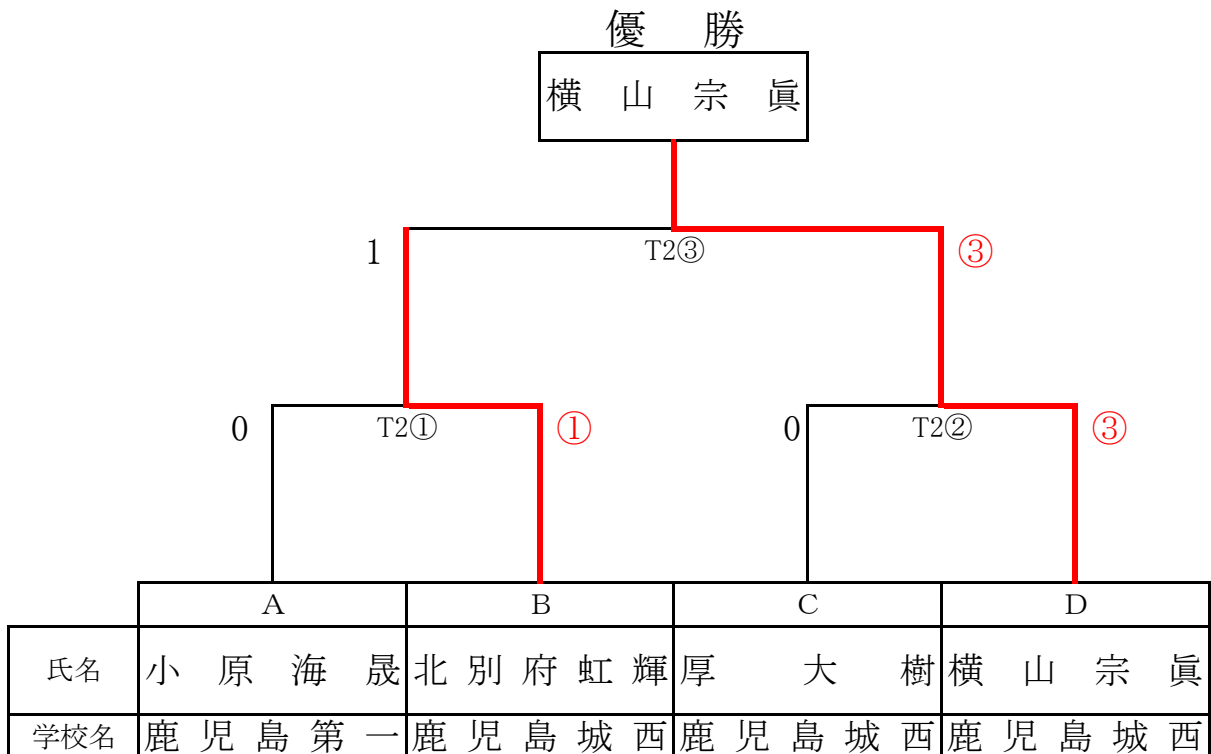 優勝
横山宗眞
1 T2③ ③
0 T2① ① 0 T2② ③
A B C D
氏名 小原海晟 北別府虹輝 厚大樹 横山宗眞
学校名 鹿児島第一 鹿児島城西 鹿児島城西 鹿児島城西